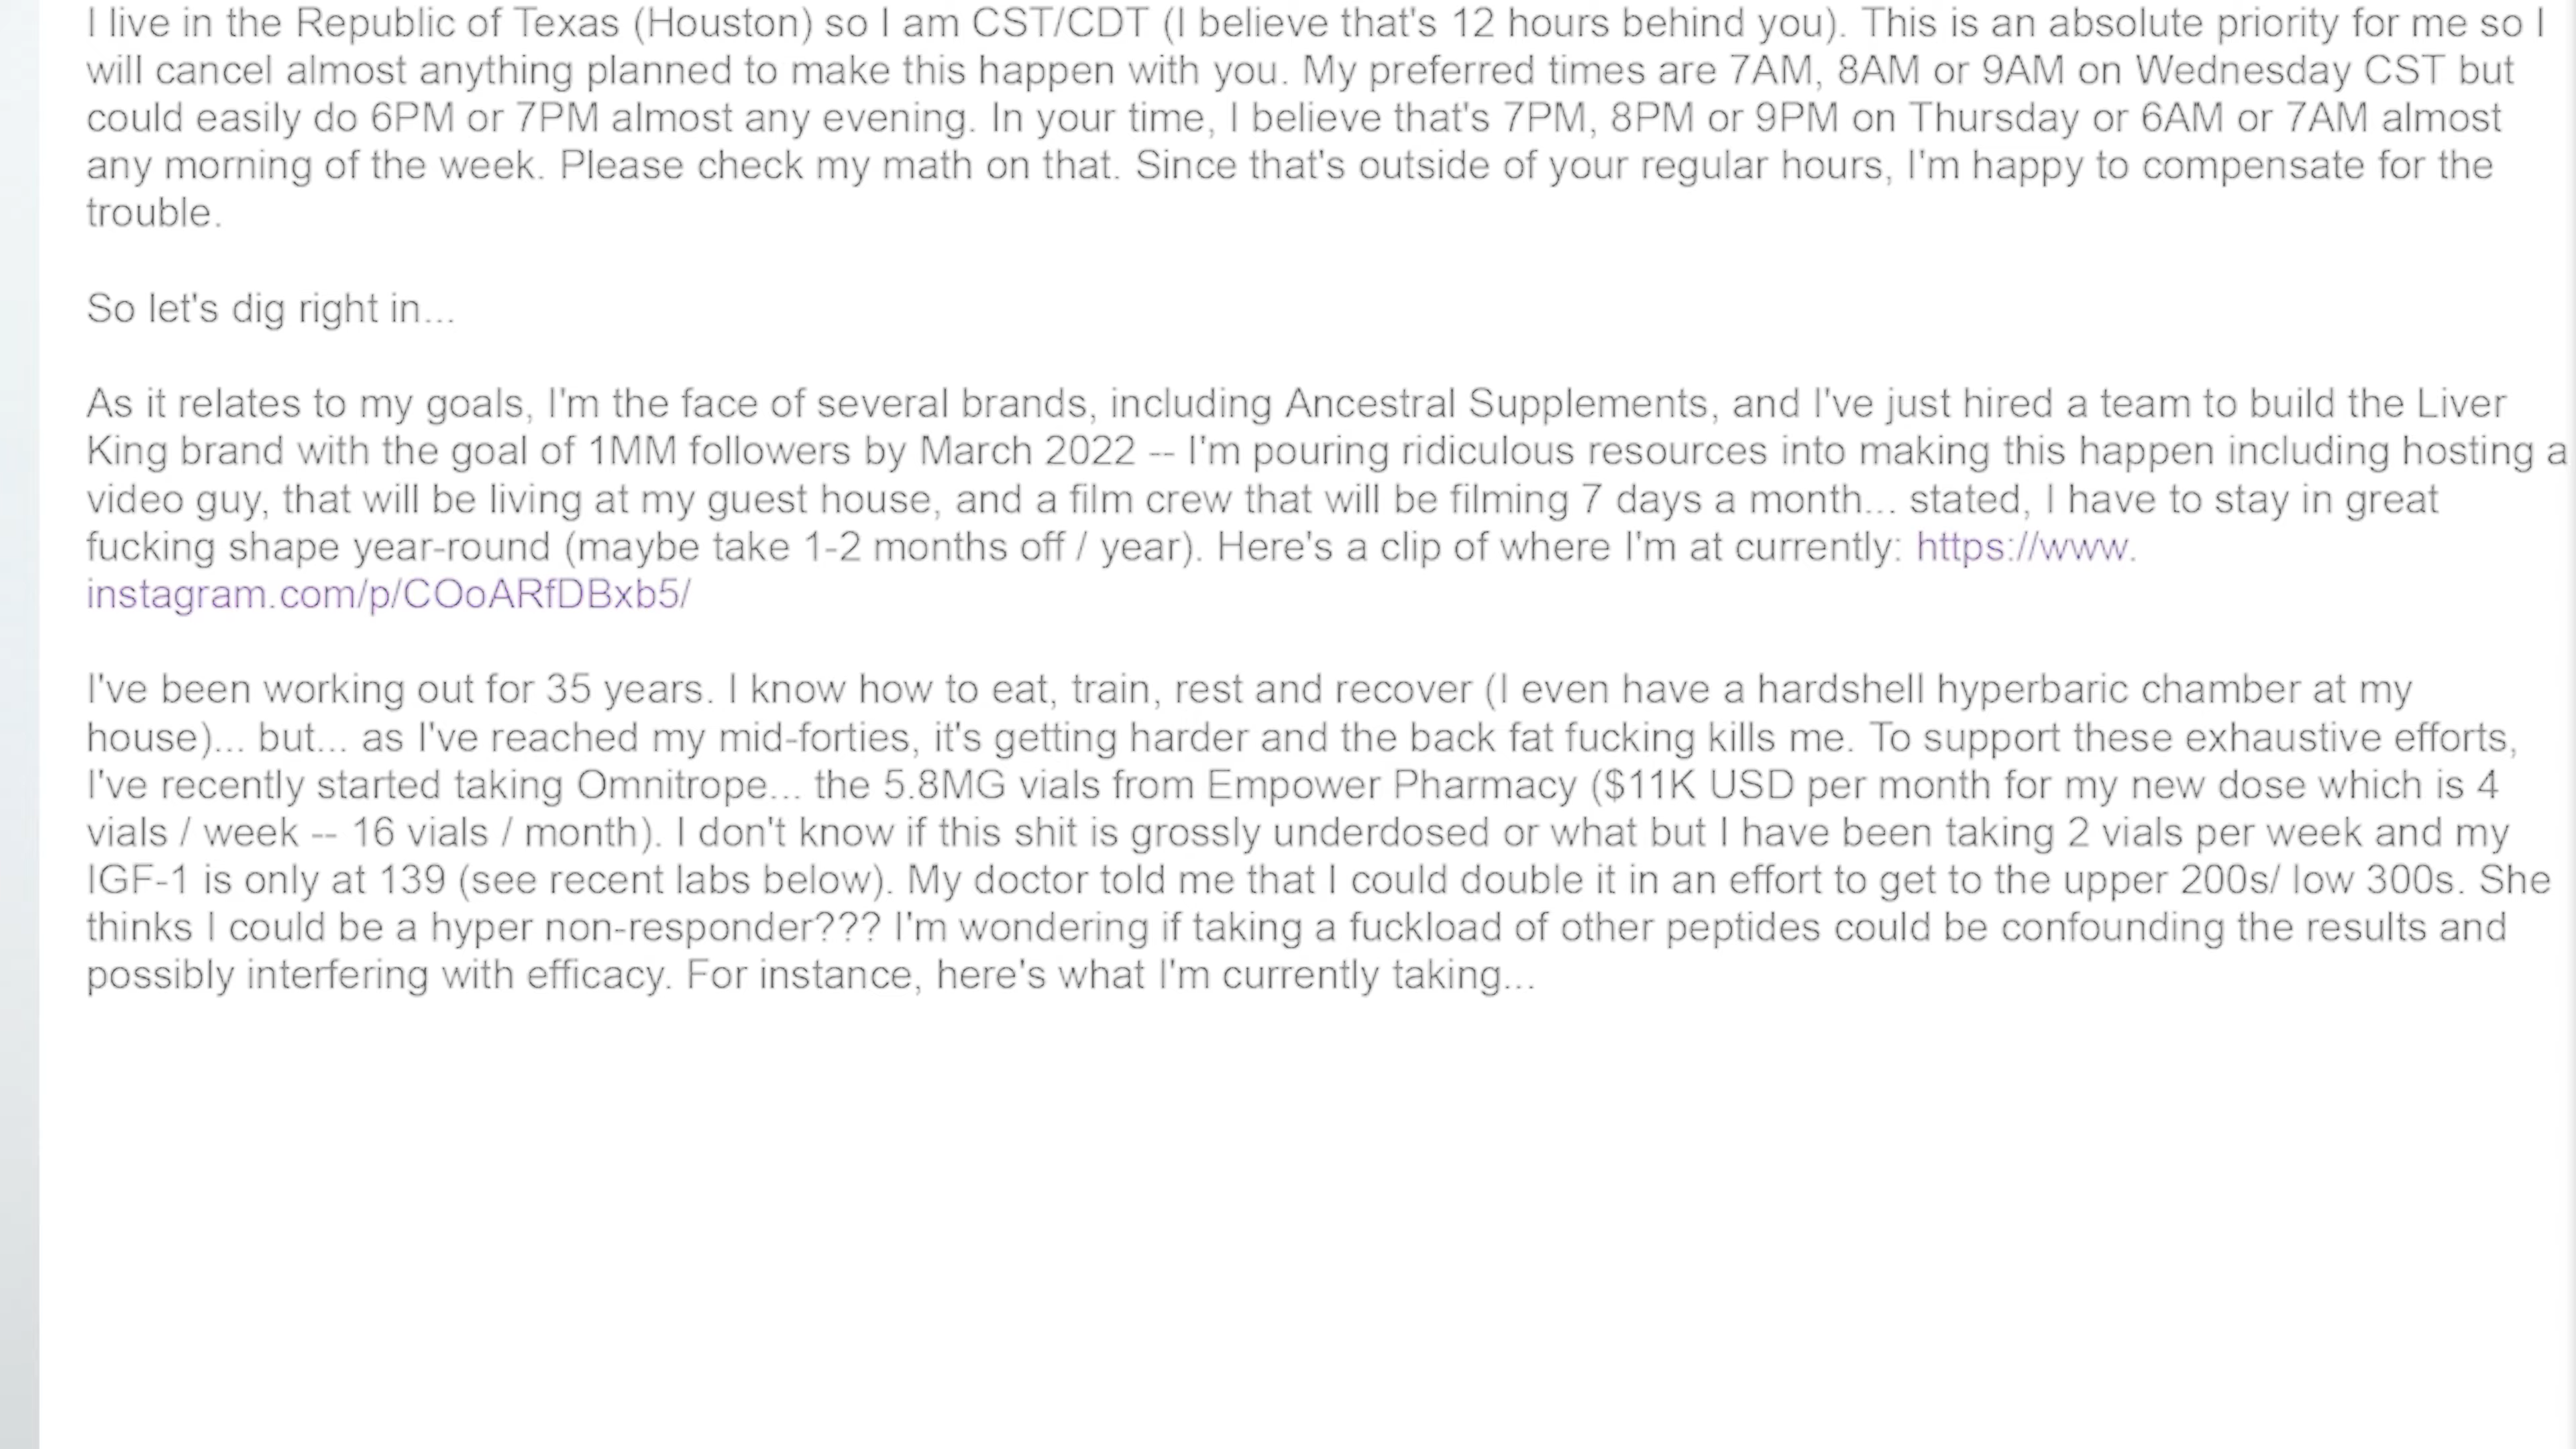 I live in the Republic of Texas (Houston) so I am CST/CDT (I believe that's 12 hours behind you). This is an absolute priority for me so I
will cancel almost anything planned to make this happen with you. My preferred times are 7AM, 8AM or 9AM on Wednesday CST but
could easily do 6PM or 7PM almost any evening. In your time, I believe that's 7PM, 8PM or 9PM on Thursday or 6AM or 7AM almost
any morning of the week. Please check my math on that. Since that's outside of your regular hours, I'm happy to compensate for the
trouble.
So let's dig right in...
As it relates to my goals, I'm the face of several brands, including Ancestral Supplements, and I've just hired a team to build the Liver
King brand with the goal of 1MM followers by March 2022 -- I'm pouring ridiculous resources into making this happen including hosting a
video guy, that will be living at my guest house, and a film crew that will be filming 7 days a month... stated, I have to stay in great
fucking shape year-round (maybe take 1-2 months off / year). Here's a clip of where I'm at currently: https://www.
instagram.com/p/COoARfDBxb5/
I've been working out for 35 years. I know how to eat, train, rest and recover (I even have a hardshell hyperbaric chamber at my
house)... but... as I've reached my mid-forties, it's getting harder and the back fat fucking kills me. To support these exhaustive efforts,
I've recently started taking Omnitrope... the 5.8MG vials from Empower Pharmacy ($11K USD per month for my new dose which is 4
vials / week -- 16 vials / month). I don't know if this shit is grossly underdosed or what but I have been taking 2 vials per week and my
IGF-1 is only at 139 (see recent labs below). My doctor told me that I could double it in an effort to get to the upper 200s/ low 300s. She
thinks I could be a hyper non-responder??? I'm wondering if taking a fuckload of other peptides could be confounding the results and
possibly interfering with efficacy. For instance, here's what I'm currently taking...